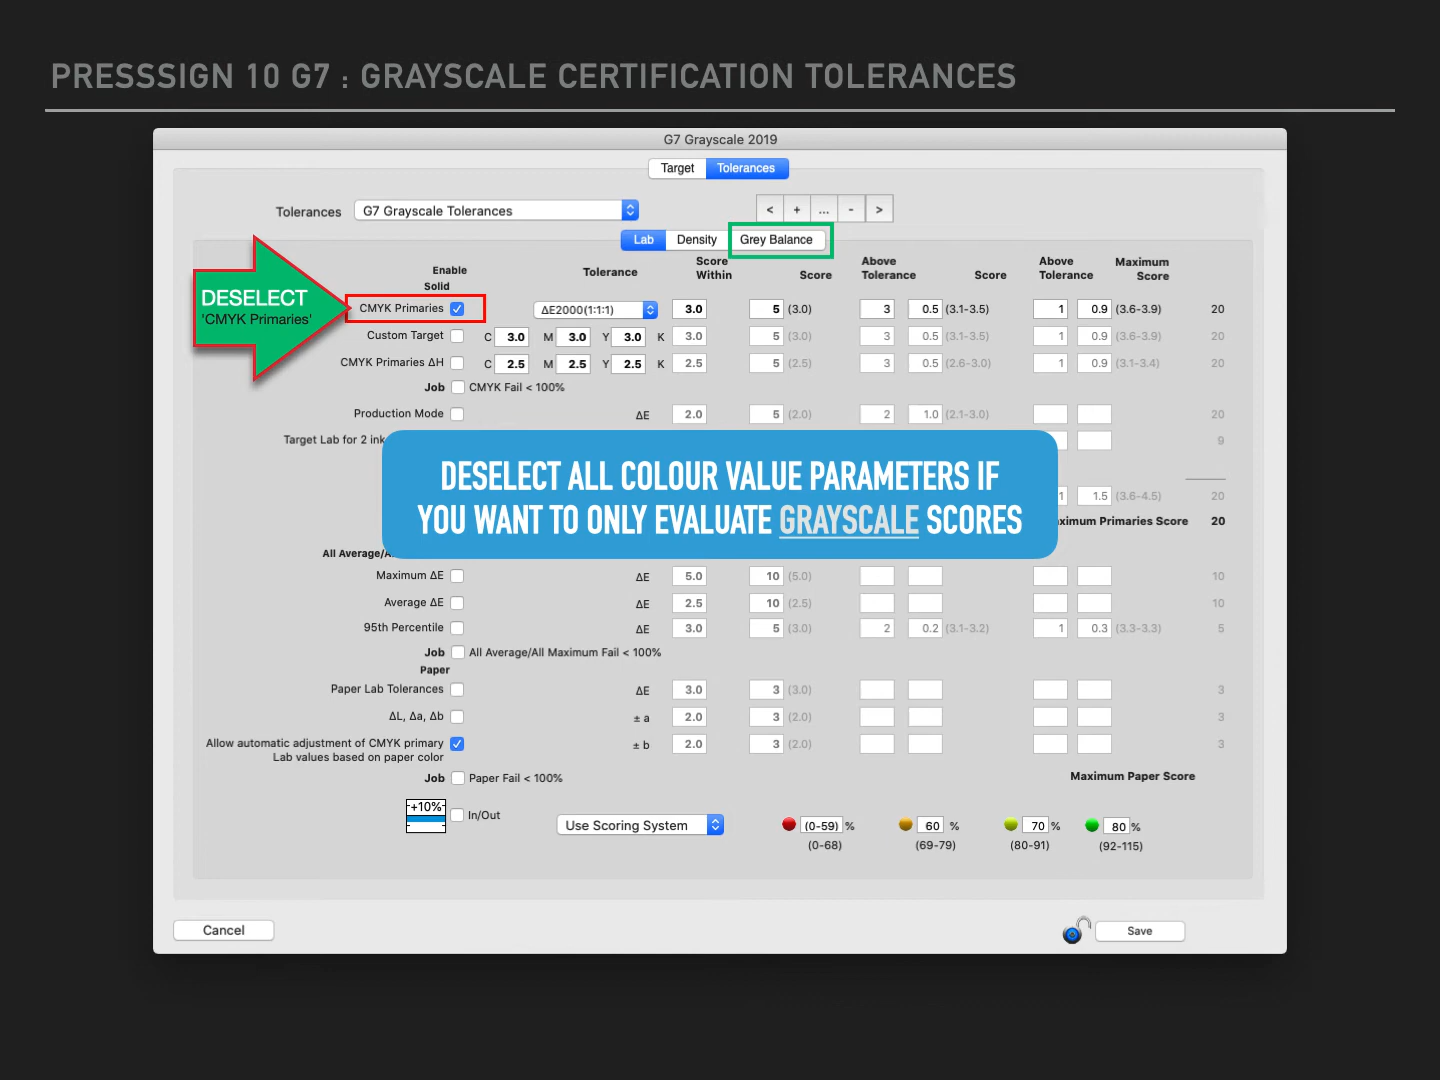 PRESSSIGN 10 G7 : GRAYSCALE CERTIFICATION TOLERANCES
G7 Grayscale 2019
Target Tolerances
Tolerances G7 Grayscale Tolerances < + ... - >
Lab Density Grey Balance
Enable Tolerance Score Within Score Above Tolerance Score Above Tolerance Maximum Score
Solid
DESELECT
'CMYK Primaries'
CMYK Primaries ΔE2000(1:1:1) 3.0 5 (3.0) 3 0.5 (3.1-3.5) 1 0.9 (3.6-3.9) 20
Custom Target C 3.0 M 3.0 Y 3.0 K 3.0 5 (3.0) 3 0.5 (3.1-3.5) 1 0.9 (3.6-3.9) 20
CMYK Primaries ΔH C 2.5 M 2.5 Y 2.5 K 2.5 5 (2.5) 3 0.5 (2.6-3.0) 1 0.9 (3.1-3.4) 20
Job CMYK Fail < 100%
Production Mode ΔE 2.0 5 (2.0) 2 1.0 (2.1-3.0) 20
Target Lab for 2 ink 9
DESELECT ALL COLOUR VALUE PARAMETERS IF
YOU WANT TO ONLY EVALUATE GRAYSCALE SCORES
1 1.5 (3.6-4.5) 20
ximum Primaries Score 20
All Average/A
Maximum ΔE ΔE 5.0 10 (5.0) 10
Average ΔE ΔE 2.5 10 (2.5) 10
95th Percentile ΔE 3.0 5 (3.0) 2 0.2 (3.1-3.2) 1 0.3 (3.3-3.3) 5
Job All Average/All Maximum Fail < 100%
Paper
Paper Lab Tolerances ΔE 3.0 3 (3.0) 3
ΔL, Δa, Δb ± a 2.0 3 (2.0) 3
Allow automatic adjustment of CMYK primary ± b 2.0 3 (2.0) 3
Lab values based on paper color
Job Paper Fail < 100% Maximum Paper Score
+10% In/Out
Use Scoring System (0-59) % 60 % 70 % 80 %
(0-68) (69-79) (80-91) (92-115)
Cancel Save